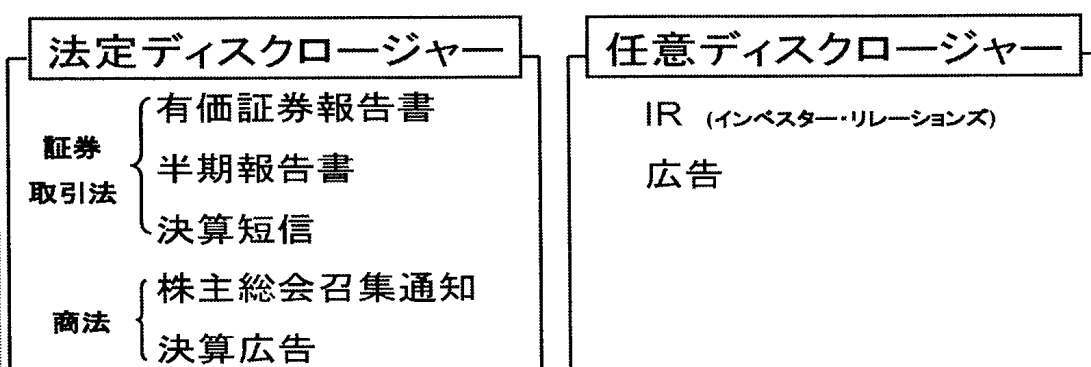 法定ディスクロージャー
証券
取引法
有価証券報告書
半期報告書
決算短信
商法
株主総会召集通知
決算広告
任意ディスクロージャー
IR (インベスター・リレーションズ)
広告